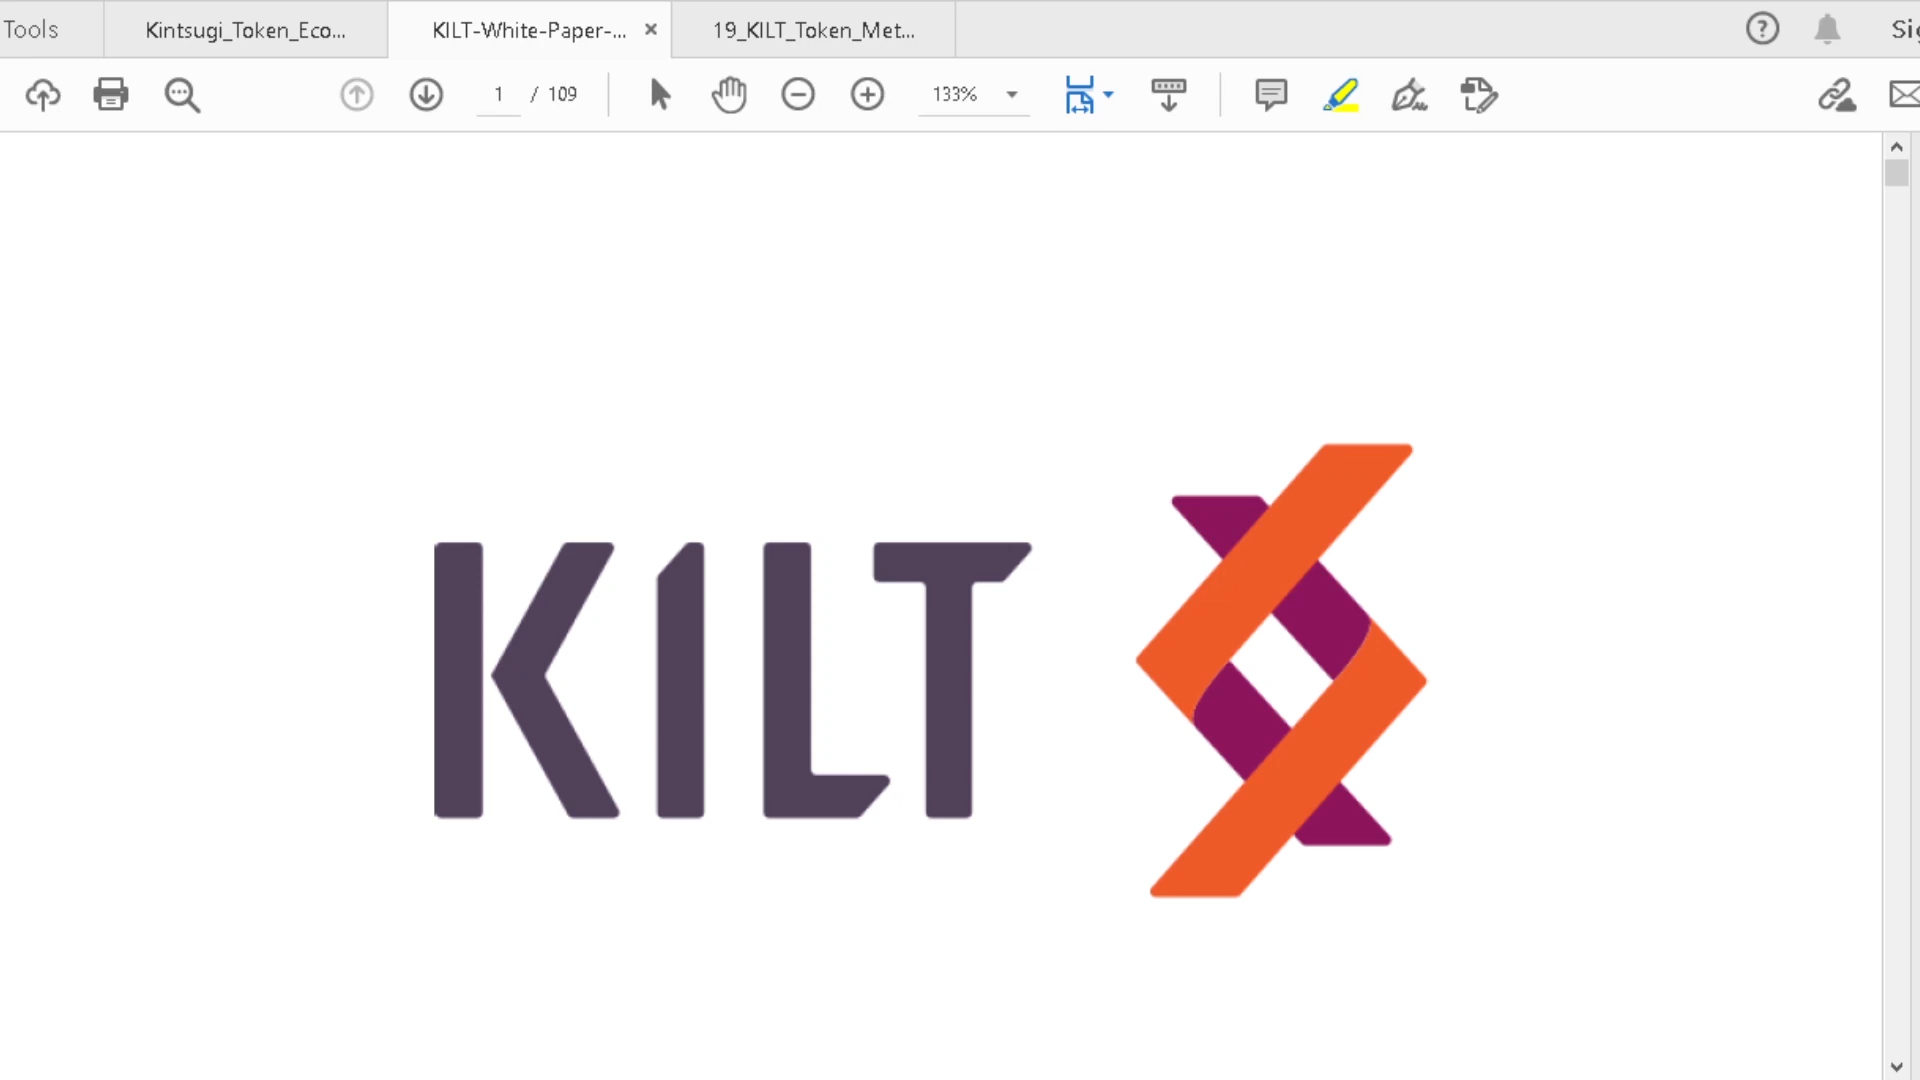 Tools
Kintsugi_Token_Eco...
KILT-White-Paper-...
19_KILT_Token_Met...
1 / 109
133%
KILT